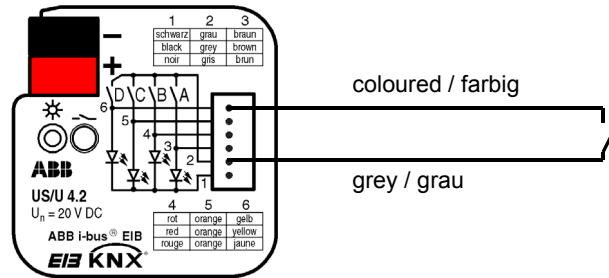 1 2 3
schwarz grau braun
black grey brown
noir gris brun
−
+
D C B A
6
5
4
3
2
1
coloured / farbig
grey / grau
ABB
US/U 4.2
Un = 20 V DC
4 5 6
rot orange gelb
red orange yellow
rouge orange jaune
ABB i-bus® EIB
EIB KNX®